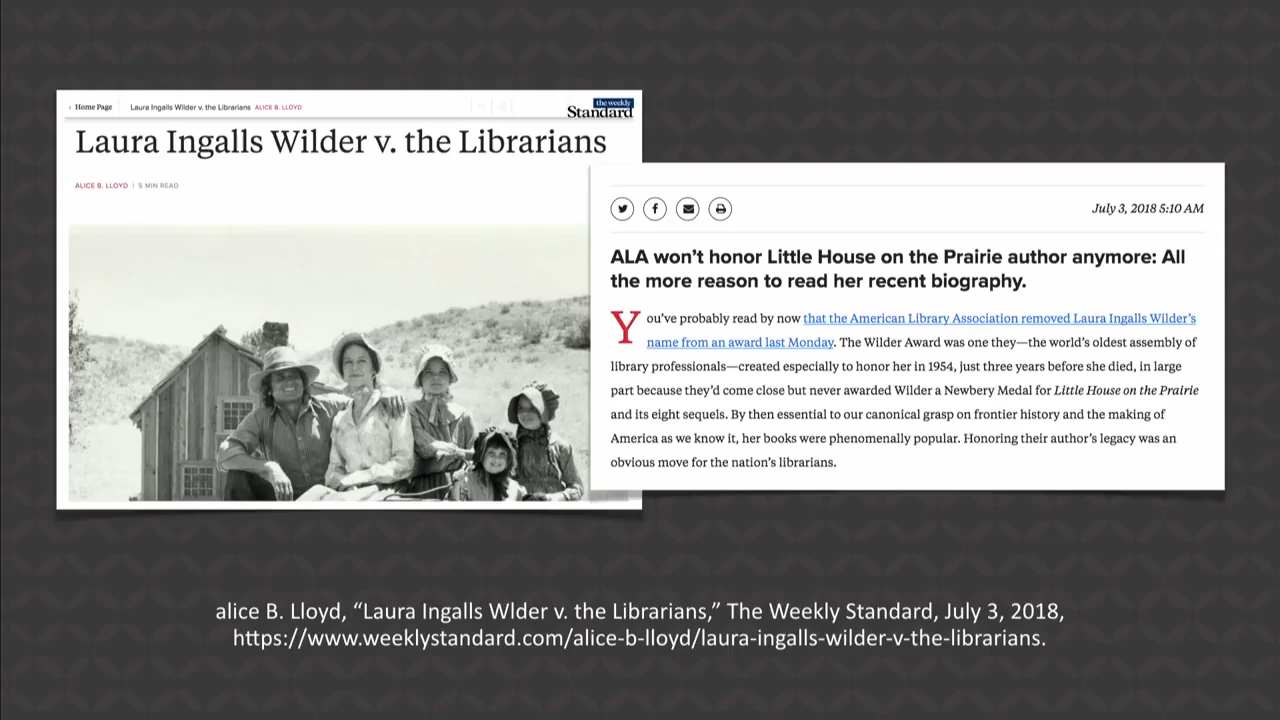 ‹ Home Page
Laura Ingalls Wilder v. the Librarians ALICE B. LLOYD
the weekly
Standard
Laura Ingalls Wilder v. the Librarians
ALICE B. LLOYD | 5 MIN READ
July 3, 2018 5:10 AM
ALA won’t honor Little House on the Prairie author anymore: All
the more reason to read her recent biography.
You’ve probably read by now that the American Library Association removed Laura Ingalls Wilder’s
name from an award last Monday. The Wilder Award was one they—the world’s oldest assembly of
library professionals—created especially to honor her in 1954, just three years before she died, in large
part because they’d come close but never awarded Wilder a Newbery Medal for Little House on the Prairie
and its eight sequels. By then essential to our canonical grasp on frontier history and the making of
America as we know it, her books were phenomenally popular. Honoring their author’s legacy was an
obvious move for the nation’s librarians.
alice B. Lloyd, “Laura Ingalls Wlder v. the Librarians,” The Weekly Standard, July 3, 2018,
https://www.weeklystandard.com/alice-b-lloyd/laura-ingalls-wilder-v-the-librarians.